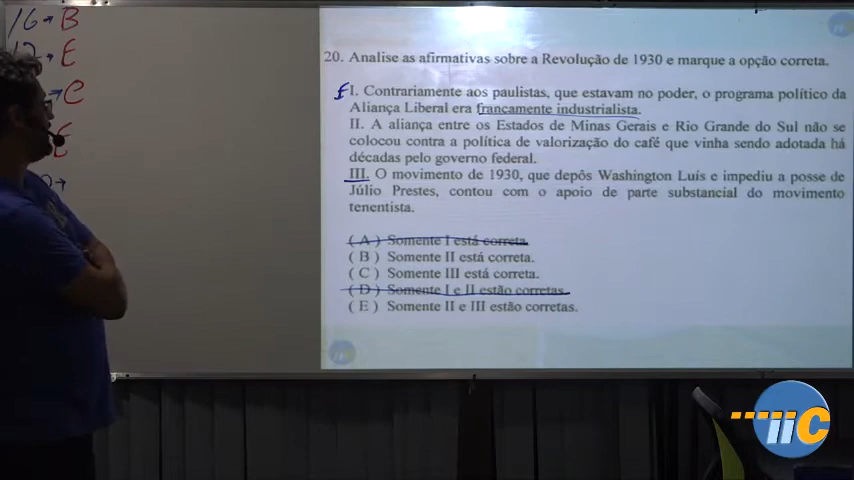 16 → B
→ E
→ C
E
→
20. Analise as afirmativas sobre a Revolução de 1930 e marque a opção correta.
F I. Contrariamente aos paulistas, que estavam no poder, o programa político da
Aliança Liberal era francamente industrialista.
II. A aliança entre os Estados de Minas Gerais e Rio Grande do Sul não se
colocou contra a política de valorização do café que vinha sendo adotada há
décadas pelo governo federal.
III. O movimento de 1930, que depôs Washington Luís e impediu a posse de
Júlio Prestes, contou com o apoio de parte substancial do movimento
tenentista.
( A ) Somente I está correta.
( B ) Somente II está correta.
( C ) Somente III está correta.
( D ) Somente I e II estão corretas.
( E ) Somente II e III estão corretas.
iiC